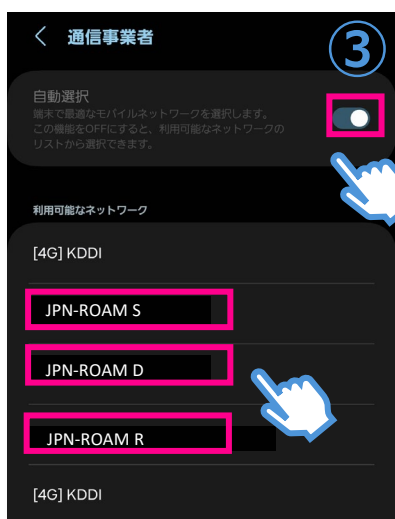 通信事業者
③
自動選択
端末で最適なモバイルネットワークを選択します。
この機能をOFFにすると、利用可能なネットワークの
リストから選択できます。
利用可能なネットワーク
[4G] KDDI
JPN-ROAM S
JPN-ROAM D
JPN-ROAM R
[4G] KDDI